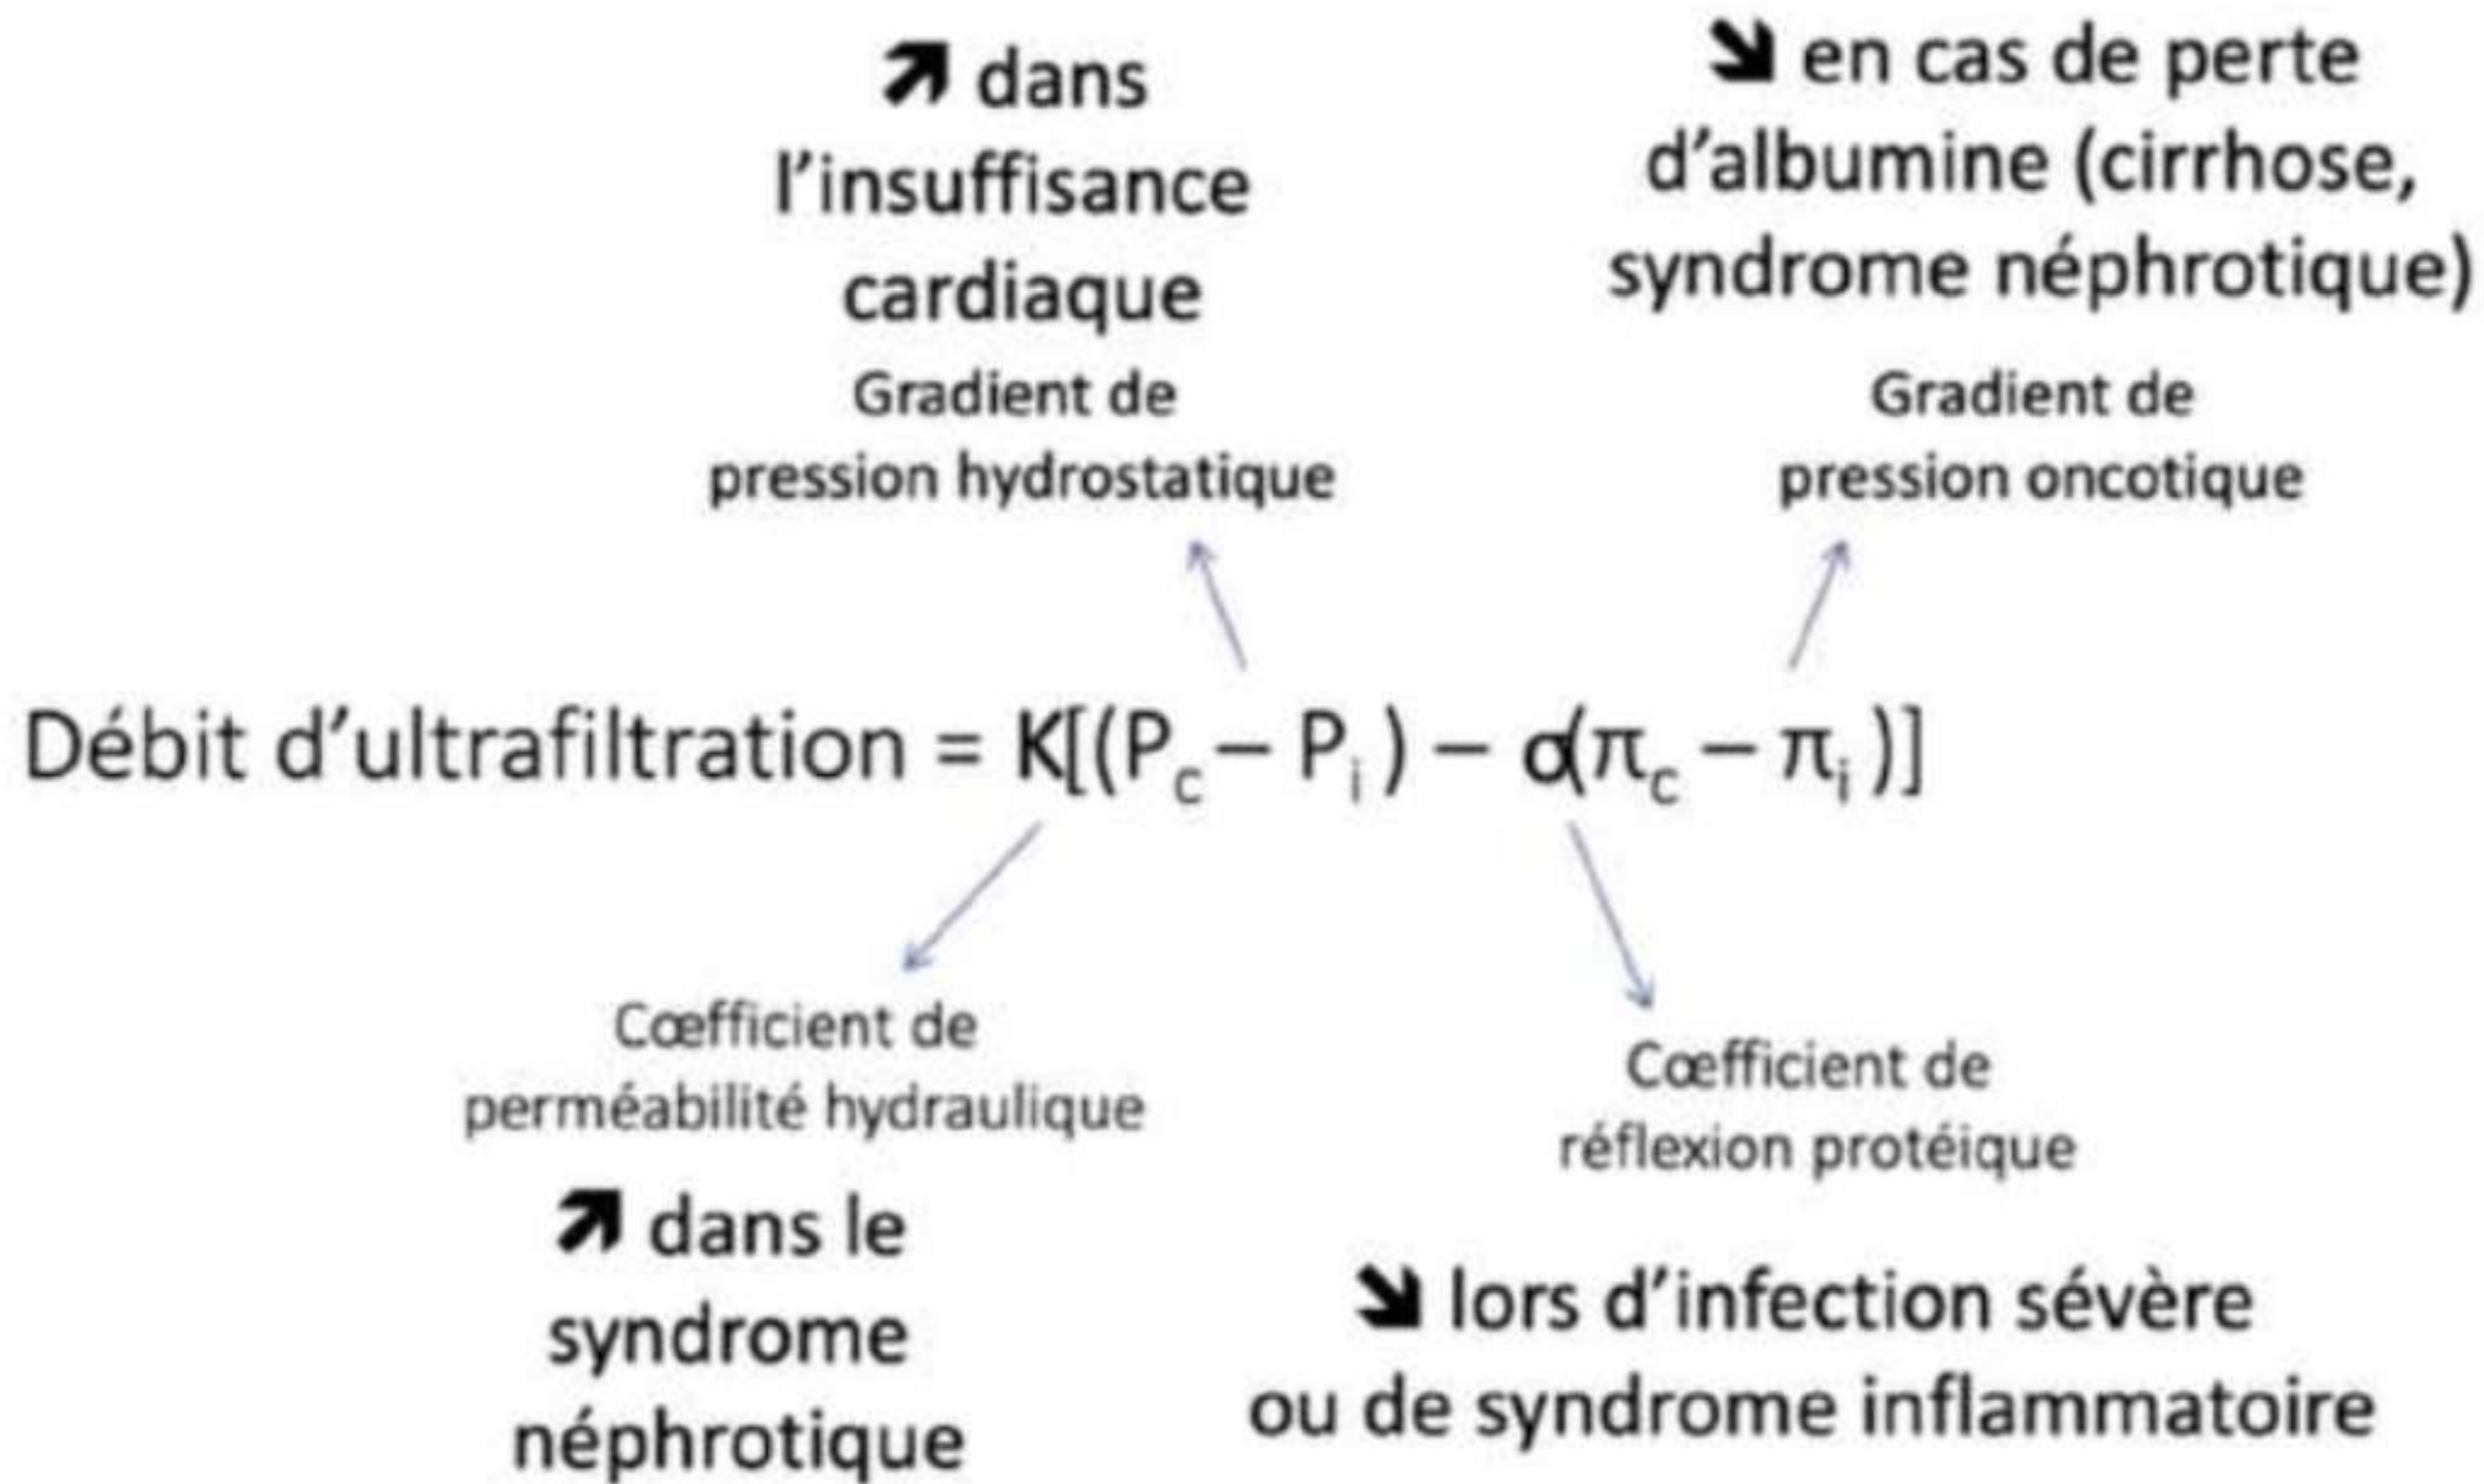 ↗ dans
l'insuffisance
cardiaque
Gradient de
pression hydrostatique
↘ en cas de perte
d'albumine (cirrhose,
syndrome néphrotique)
Gradient de
pression oncotique
Débit d'ultrafiltration = K[(Pc – Pi ) – σ(πc – πi )]
Cœfficient de
perméabilité hydraulique
↗ dans le
syndrome
néphrotique
Cœfficient de
réflexion protéique
↘ lors d'infection sévère
ou de syndrome inflammatoire